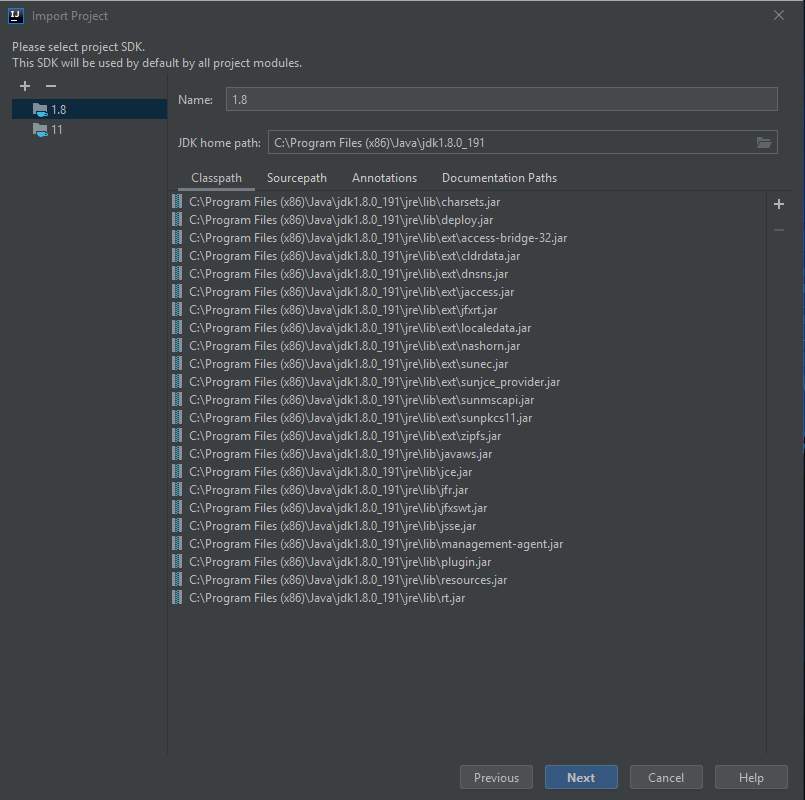 IJ
Import Project
Please select project SDK.
This SDK will be used by default by all project modules.
1.8
11
Name: 1.8
JDK home path: C:\Program Files (x86)\Java\jdk1.8.0_191
Classpath Sourcepath Annotations Documentation Paths
C:\Program Files (x86)\Java\jdk1.8.0_191\jre\lib\charsets.jar
C:\Program Files (x86)\Java\jdk1.8.0_191\jre\lib\deploy.jar
C:\Program Files (x86)\Java\jdk1.8.0_191\jre\lib\ext\access-bridge-32.jar
C:\Program Files (x86)\Java\jdk1.8.0_191\jre\lib\ext\cldrdata.jar
C:\Program Files (x86)\Java\jdk1.8.0_191\jre\lib\ext\dnsns.jar
C:\Program Files (x86)\Java\jdk1.8.0_191\jre\lib\ext\jaccess.jar
C:\Program Files (x86)\Java\jdk1.8.0_191\jre\lib\ext\jfxrt.jar
C:\Program Files (x86)\Java\jdk1.8.0_191\jre\lib\ext\localedata.jar
C:\Program Files (x86)\Java\jdk1.8.0_191\jre\lib\ext\nashorn.jar
C:\Program Files (x86)\Java\jdk1.8.0_191\jre\lib\ext\sunec.jar
C:\Program Files (x86)\Java\jdk1.8.0_191\jre\lib\ext\sunjce_provider.jar
C:\Program Files (x86)\Java\jdk1.8.0_191\jre\lib\ext\sunmscapi.jar
C:\Program Files (x86)\Java\jdk1.8.0_191\jre\lib\ext\sunpkcs11.jar
C:\Program Files (x86)\Java\jdk1.8.0_191\jre\lib\ext\zipfs.jar
C:\Program Files (x86)\Java\jdk1.8.0_191\jre\lib\javaws.jar
C:\Program Files (x86)\Java\jdk1.8.0_191\jre\lib\jce.jar
C:\Program Files (x86)\Java\jdk1.8.0_191\jre\lib\jfr.jar
C:\Program Files (x86)\Java\jdk1.8.0_191\jre\lib\jfxswt.jar
C:\Program Files (x86)\Java\jdk1.8.0_191\jre\lib\jsse.jar
C:\Program Files (x86)\Java\jdk1.8.0_191\jre\lib\management-agent.jar
C:\Program Files (x86)\Java\jdk1.8.0_191\jre\lib\plugin.jar
C:\Program Files (x86)\Java\jdk1.8.0_191\jre\lib\resources.jar
C:\Program Files (x86)\Java\jdk1.8.0_191\jre\lib\rt.jar
Previous Next Cancel Help